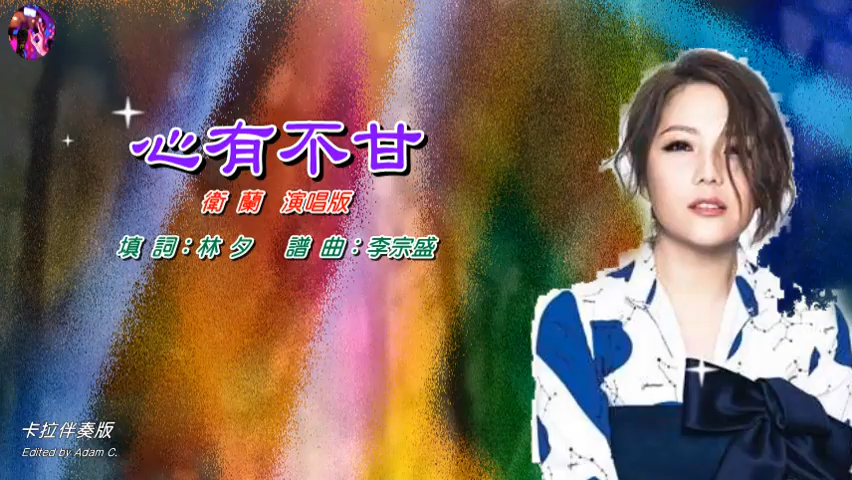 心有不甘
衛 蘭 演唱版
填 詞：林 夕 譜 曲：李宗盛
卡拉伴奏版
Edited by Adam C.